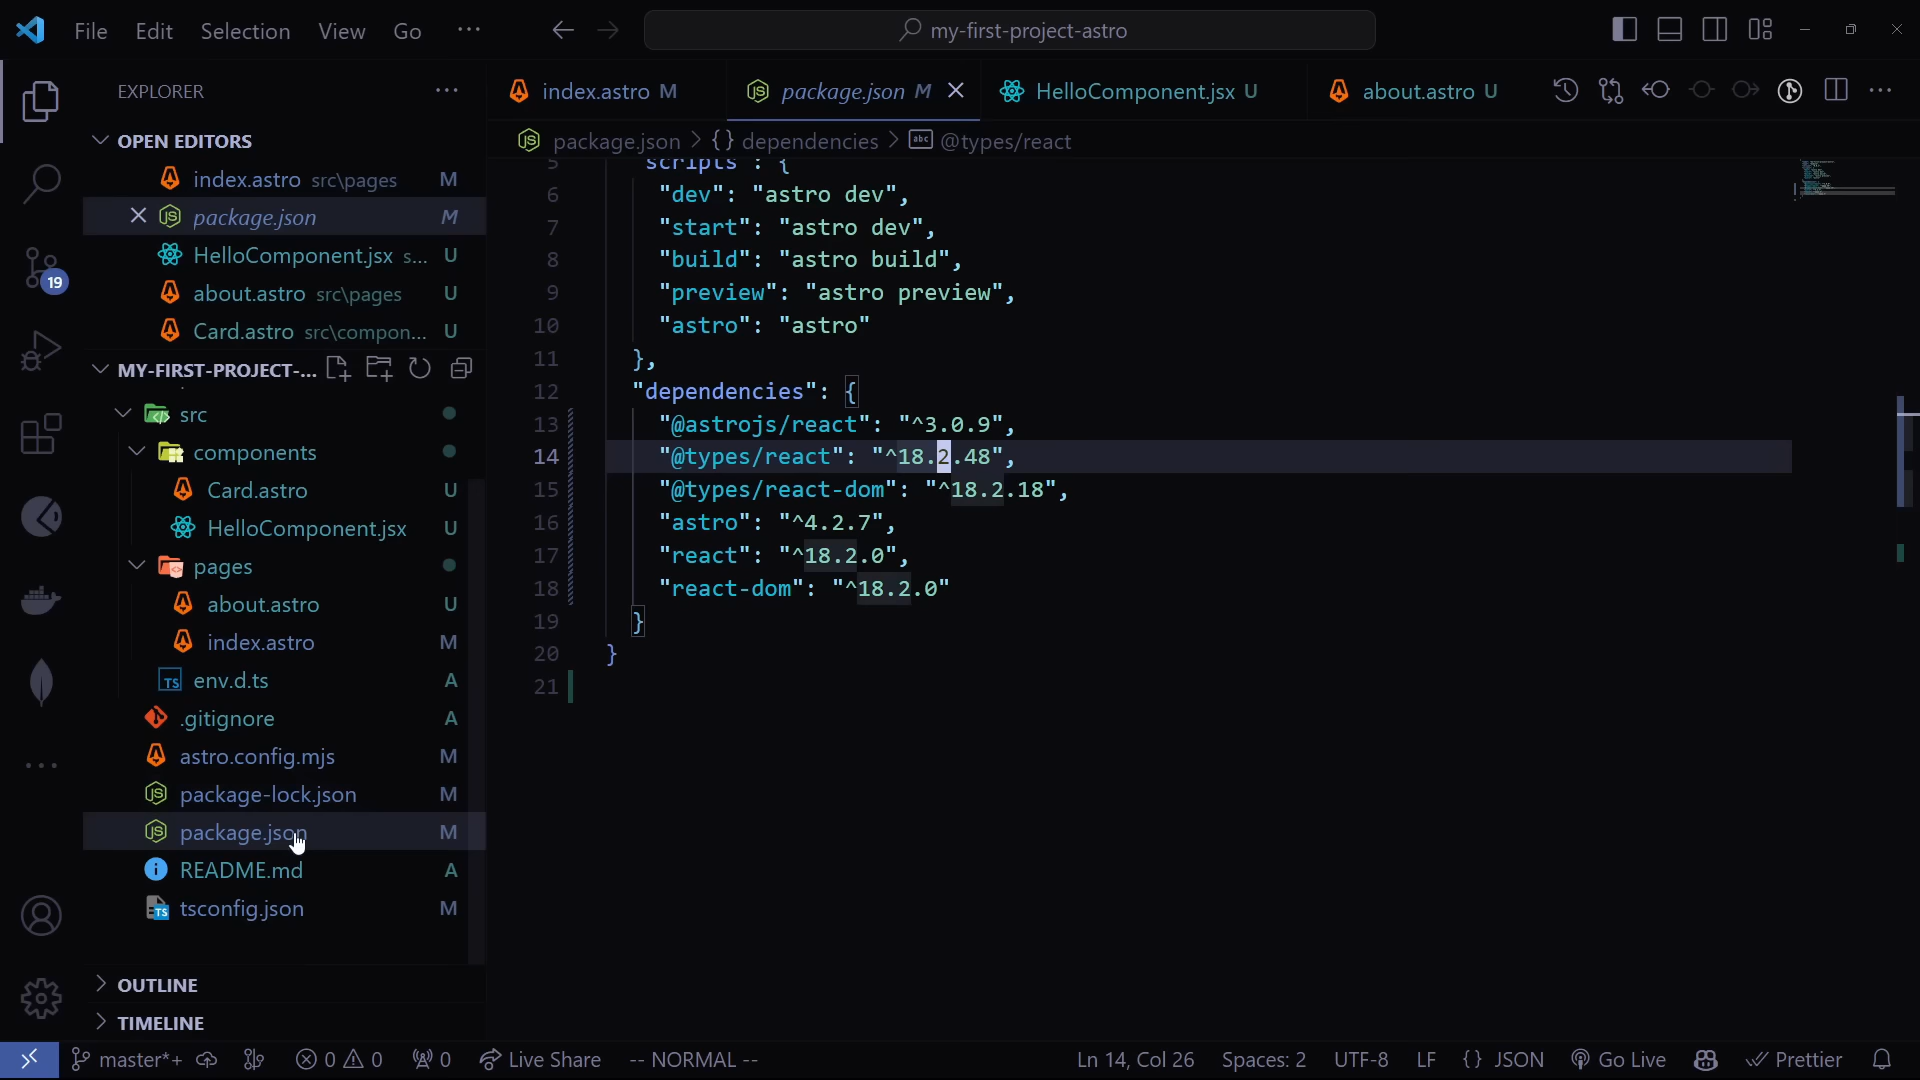 File Edit Selection View Go ···
my-first-project-astro
EXPLORER
OPEN EDITORS
index.astro src\pages M
package.json M
HelloComponent.jsx s... U
about.astro src\pages U
Card.astro src\compon... U
MY-FIRST-PROJECT-...
src
components
Card.astro U
HelloComponent.jsx U
pages
about.astro U
index.astro M
env.d.ts A
.gitignore A
astro.config.mjs M
package-lock.json M
package.json M
README.md A
tsconfig.json M
OUTLINE
TIMELINE
19
index.astro M package.json M HelloComponent.jsx U about.astro U
package.json > {} dependencies > abc @types/react
5 "scripts": {
6 "dev": "astro dev",
7 "start": "astro dev",
8 "build": "astro build",
9 "preview": "astro preview",
10 "astro": "astro"
11 },
12 "dependencies": {
13 "@astrojs/react": "^3.0.9",
14 "@types/react": "^18.2.48",
15 "@types/react-dom": "^18.2.18",
16 "astro": "^4.2.7",
17 "react": "^18.2.0",
18 "react-dom": "^18.2.0"
19 }
20 }
21
master*+ 0 0 0 Live Share -- NORMAL -- Ln 14, Col 26 Spaces: 2 UTF-8 LF {} JSON Go Live Prettier